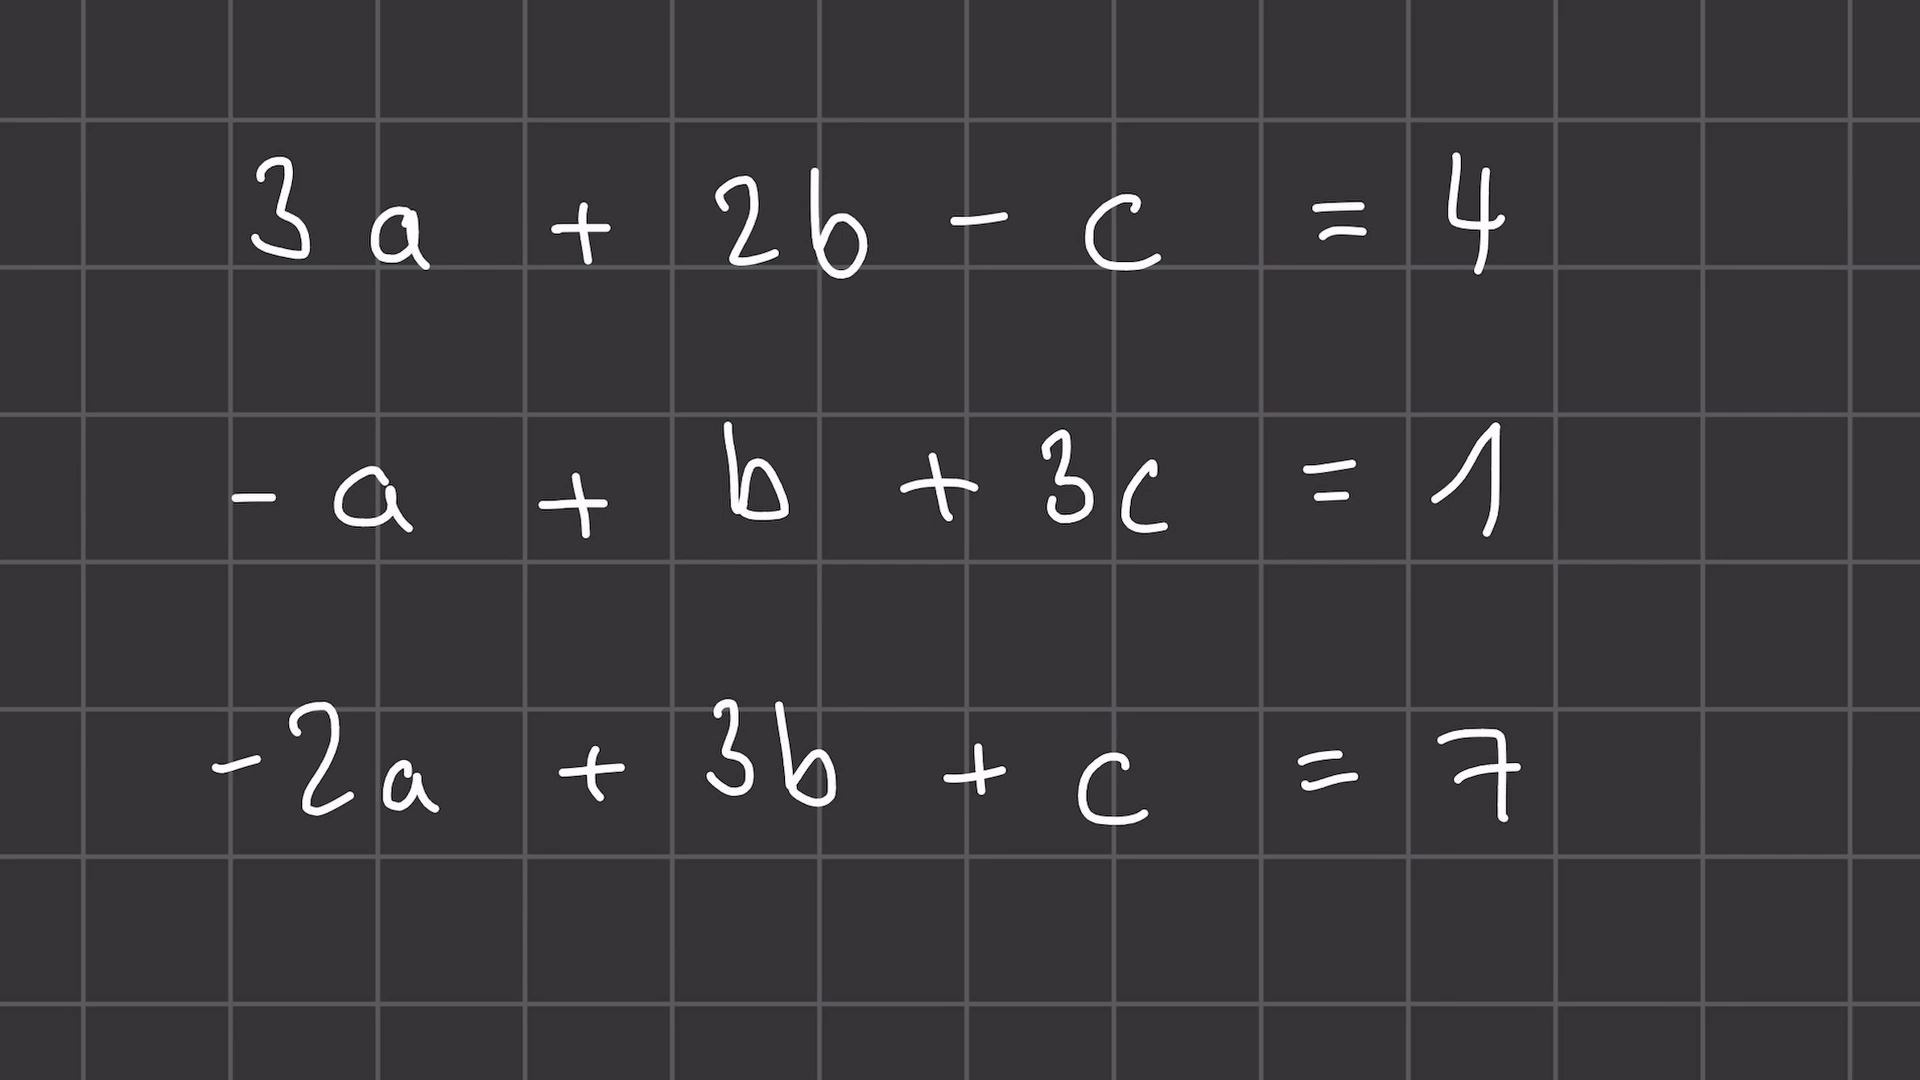 3a + 2b - c = 4
- a + b + 3c = 1
-2a + 3b + c = 7